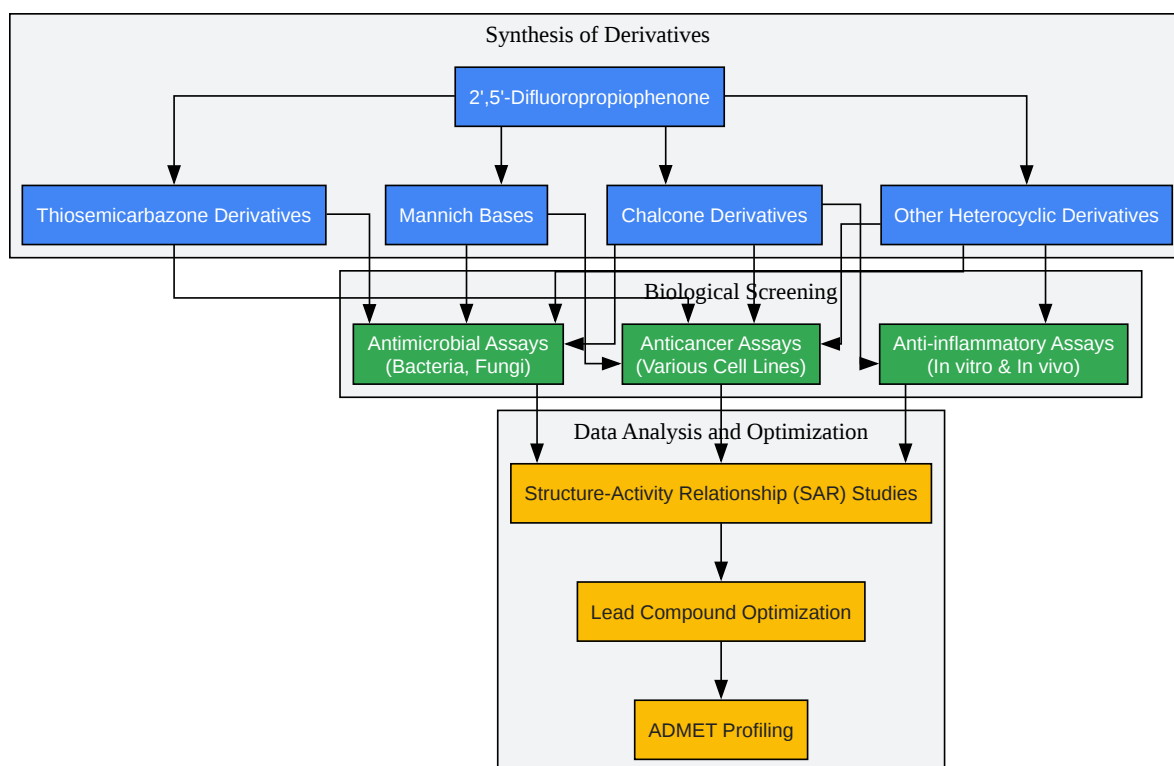 Synthesis of Derivatives
2',5'-Difluoropropiophenone
Thiosemicarbazone Derivatives
Mannich Bases
Chalcone Derivatives
Other Heterocyclic Derivatives
Biological Screening
Antimicrobial Assays
(Bacteria, Fungi)
Anticancer Assays
(Various Cell Lines)
Anti-inflammatory Assays
(In vitro & In vivo)
Data Analysis and Optimization
Structure-Activity Relationship (SAR) Studies
Lead Compound Optimization
ADMET Profiling